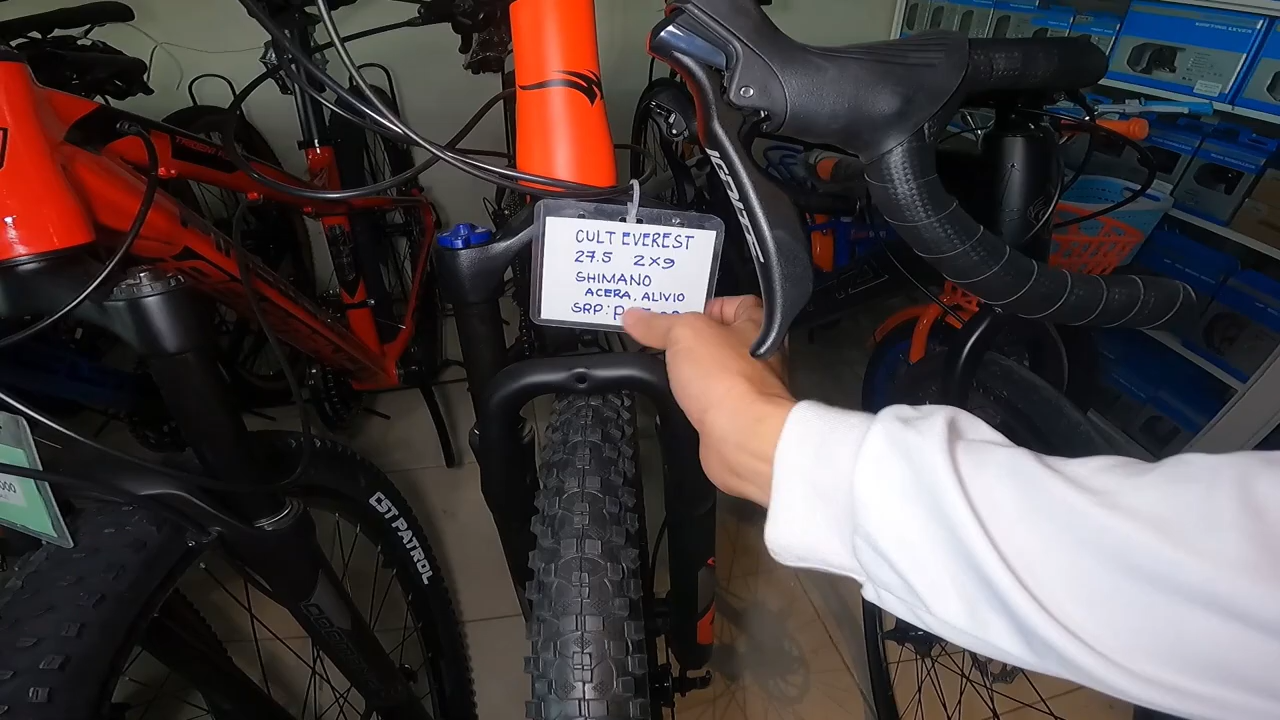 CULT EVEREST
27.5 2X9
SHIMANO
ACERA, ALIVIO
SRP:
CST PATROL